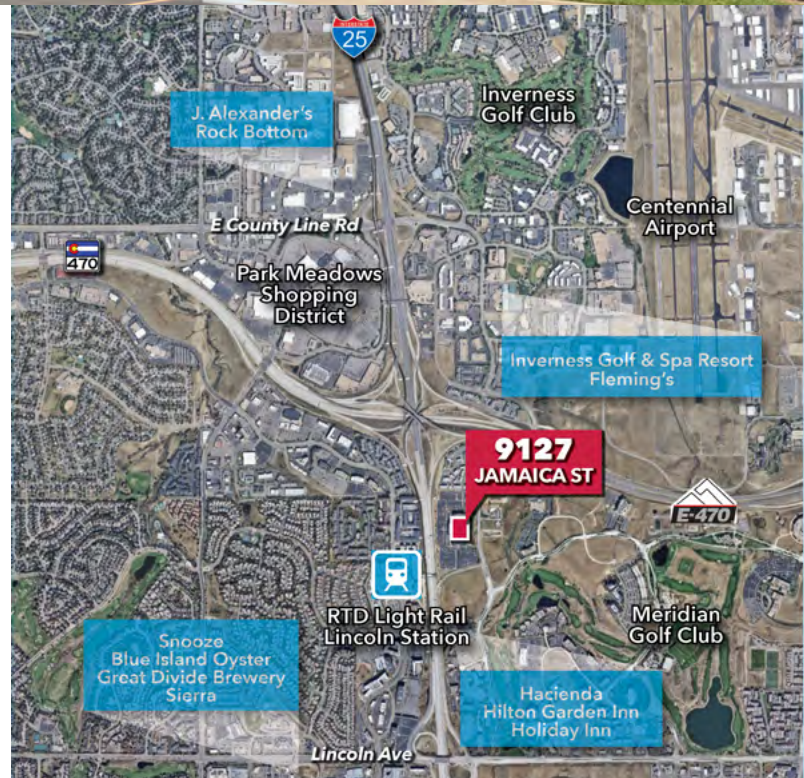 INTERSTATE
25
Inverness
Golf Club
J. Alexander's
Rock Bottom
E County Line Rd
Centennial
Airport
470
Park Meadows
Shopping
District
Inverness Golf & Spa Resort
Fleming's
9127
JAMAICA ST
E-470
RTD Light Rail
Lincoln Station
Meridian
Golf Club
Snooze
Blue Island Oyster
Great Divide Brewery
Sierra
Hacienda
Hilton Garden Inn
Holiday Inn
Lincoln Ave